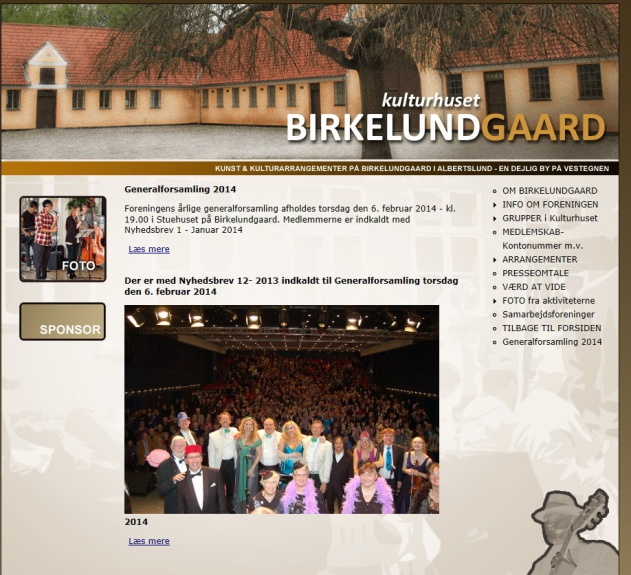 kulturhuset
BIRKELUNDGAARD
KUNST & KULTURARRANGEMENTER PÅ BIRKELUNDGAARD I ALBERTSLUND - EN DEJLIG BY PÅ VESTEGNEN
FOTO
SPONSOR
Generalforsamling 2014
Foreningens årlige generalforsamling afholdes torsdag den 6. februar 2014 - kl.
19.00 i Stuehuset på Birkelundgaard. Medlemmerne er indkaldt med
Nyhedsbrev 1 - Januar 2014
Læs mere
Der er med Nyhedsbrev 12- 2013 indkaldt til Generalforsamling torsdag
den 6. februar 2014
2014
Læs mere
OM BIRKELUNDGAARD
INFO OM FORENINGEN
GRUPPER i Kulturhuset
MEDLEMSKAB-
Kontonummer m.v.
ARRANGEMENTER
PRESSEOMTALE
VÆRD AT VIDE
FOTO fra aktiviteterne
Samarbejdsforeninger
TILBAGE TIL FORSIDEN
Generalforsamling 2014